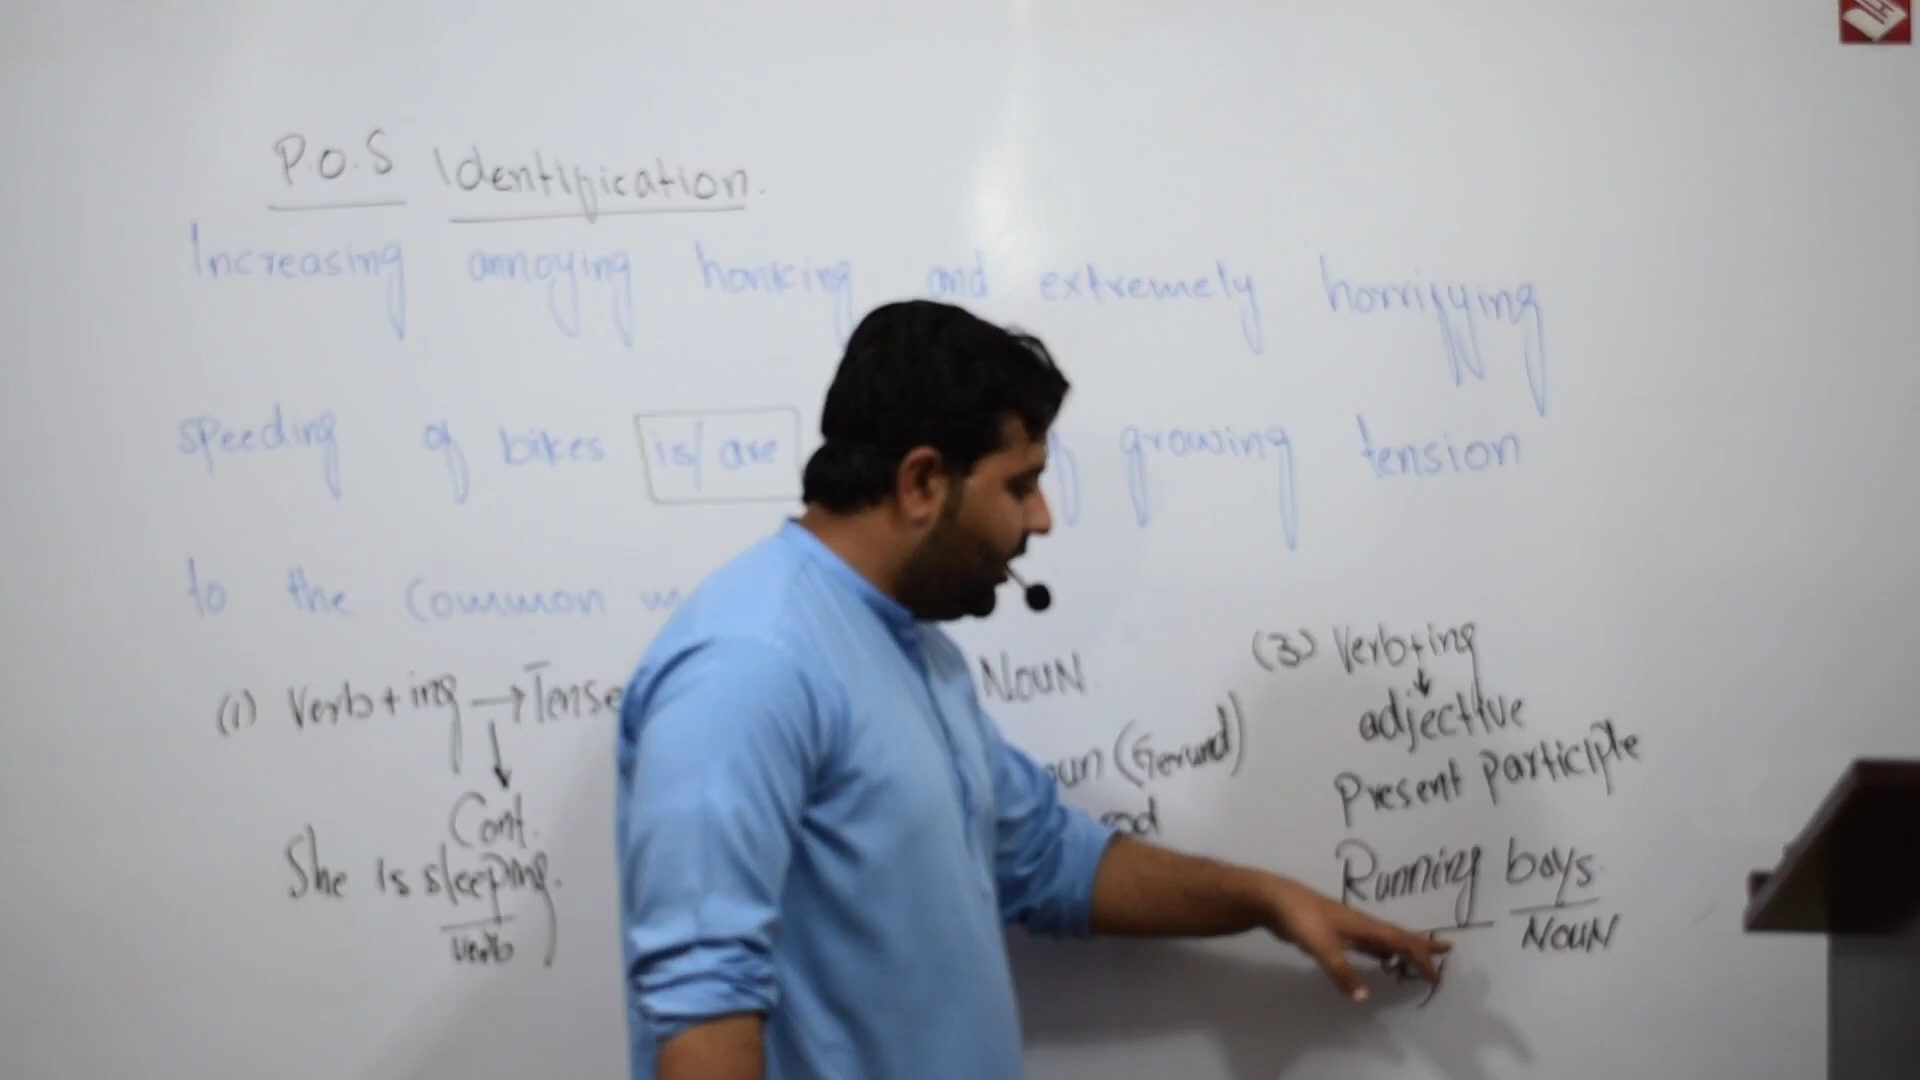 P.O.S Identification.
Increasing annoying honking and extremely horrifying
speeding of bikes is/are growing tension
to the common
(1) Verb+ing → Tense
Cont.
She is sleeping.
verb
NOUN.
(Gerund)
(3) Verb+ing
adjective
Present participle
Running boys.
NOUN